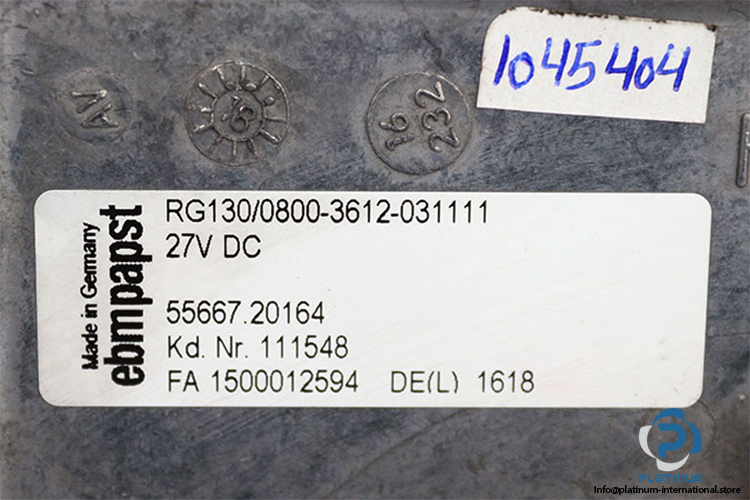 1045404
AV
16
232
RG130/0800-3612-031111
27V DC
Made in Germany
ebmpapst
55667.20164
Kd. Nr. 111548
FA 1500012594 DE(L) 1618
PLATINUM
Info@platinum-international.store